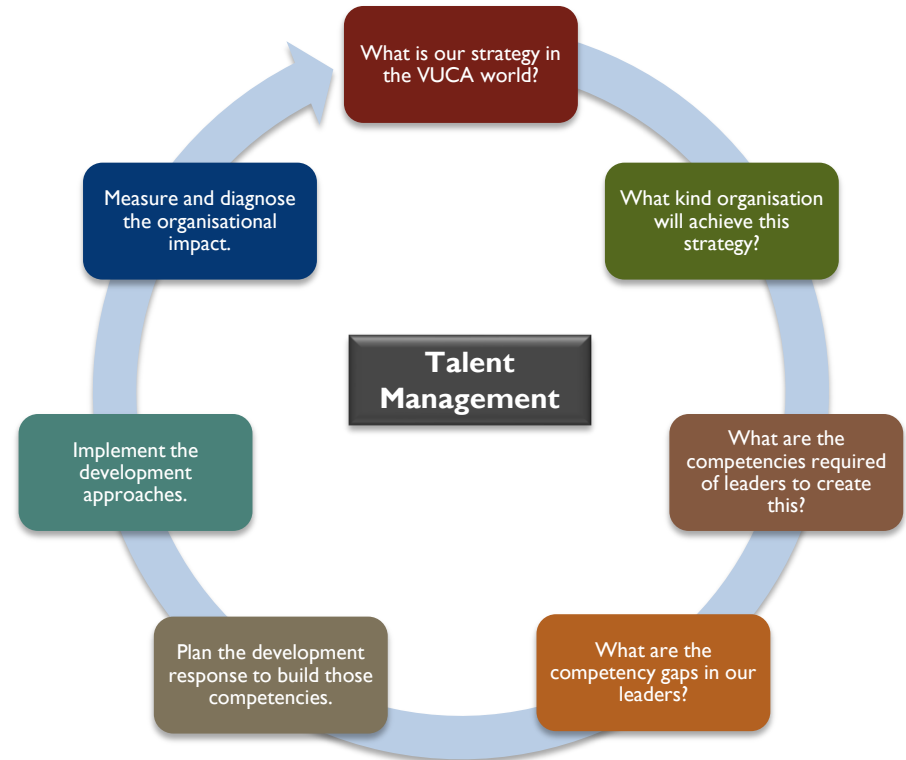 What is our strategy in
the VUCA world?
What kind organisation
will achieve this
strategy?
What are the
competencies required
of leaders to create
this?
What are the
competency gaps in our
leaders?
Plan the development
response to build those
competencies.
Implement the
development
approaches.
Measure and diagnose
the organisational
impact.
Talent
Management